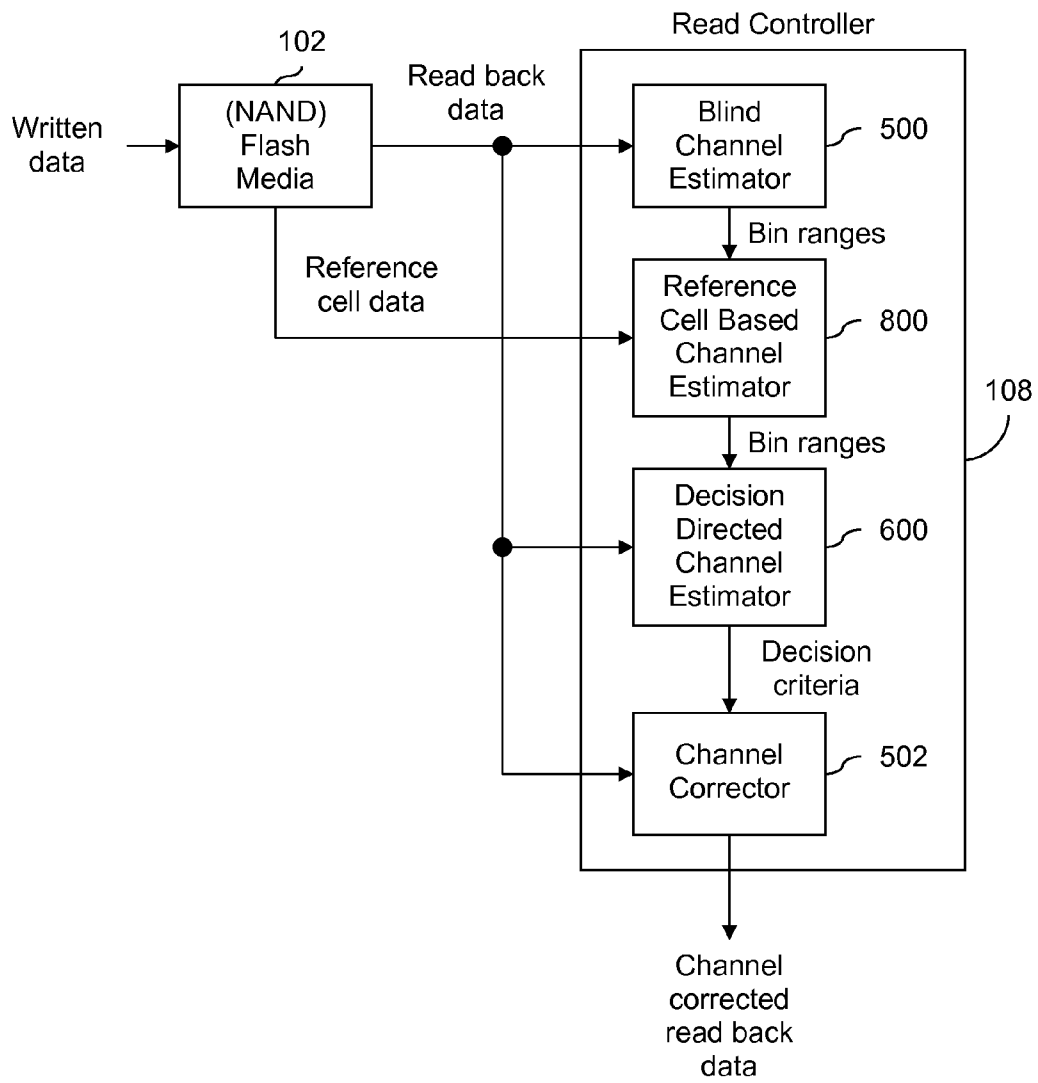 Read Controller
102
Written
data
(NAND)
Flash
Media
Read back
data
Blind
Channel
Estimator
500
Bin ranges
Reference
cell data
Reference
Cell Based
Channel
Estimator
800
108
Bin ranges
Decision
Directed
Channel
Estimator
600
Decision
criteria
Channel
Corrector
502
Channel
corrected
read back
data